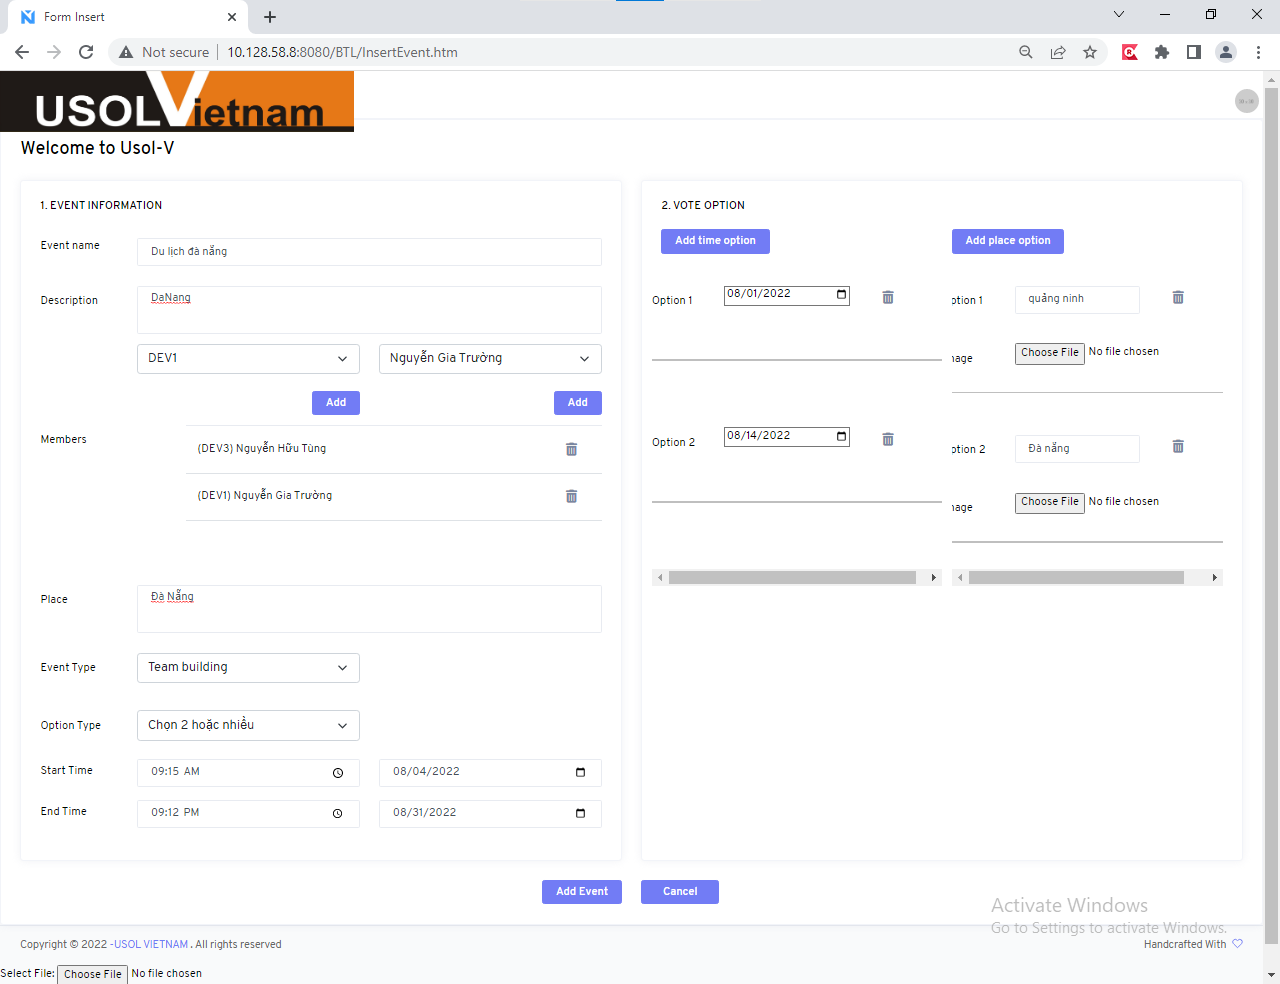 Form Insert
Not secure
10.128.58.8:8080/BTL/InsertEvent.htm
USOL Vietnam
Welcome to Usol-V
1. EVENT INFORMATION
Event name
Du lịch đà nẵng
Description
DaNang
DEV1
Nguyễn Gia Trường
Add
Add
Members
(DEV3) Nguyễn Hữu Tùng
(DEV1) Nguyễn Gia Trường
Place
Đà Nẵng
Event Type
Team building
Option Type
Chọn 2 hoặc nhiều
Start Time
09:15 AM
08/04/2022
End Time
09:12 PM
08/31/2022
2. VOTE OPTION
Add time option
Add place option
Option 1
08/01/2022
ption 1
quảng ninh
nage
Choose File No file chosen
Option 2
08/14/2022
ption 2
Đà nẵng
nage
Choose File No file chosen
Add Event
Cancel
Activate Windows
Go to Settings to activate Windows.
Copyright © 2022 -USOL VIETNAM . All rights reserved
Handcrafted With
Select File: Choose File No file chosen